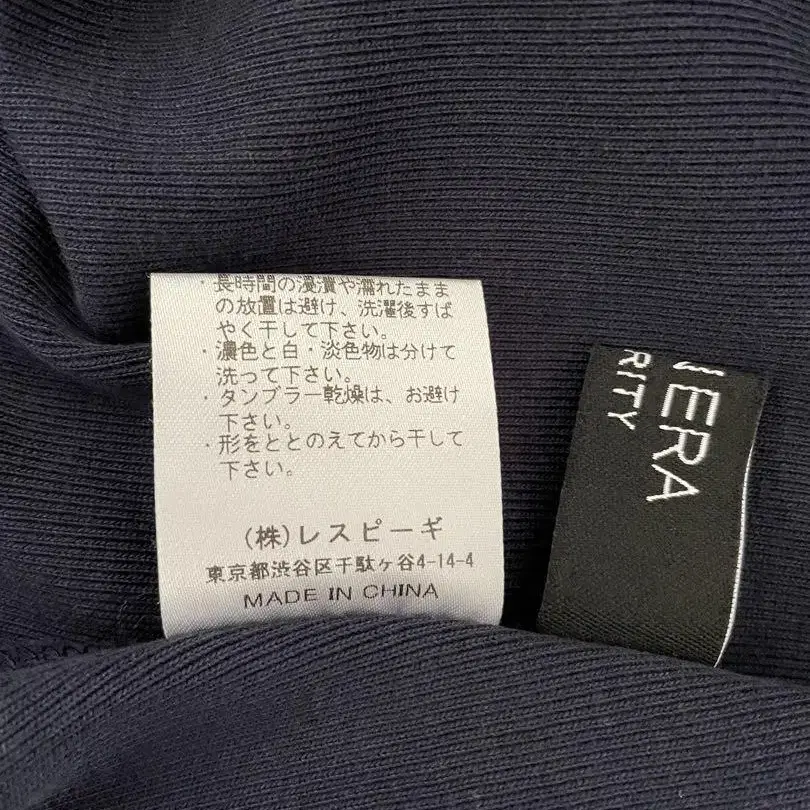 ・長時間の浸漬や濡れたまま
の放置は避け、洗濯後すば
やく干して下さい。
・濃色と白・淡色物は分けて
洗って下さい。
・タンブラー乾燥は、お避け
下さい。
・形をととのえてから干して
下さい。
(株)レスピーギ
東京都渋谷区千駄ヶ谷4-14-4
MADE IN CHINA
NERA
RITY